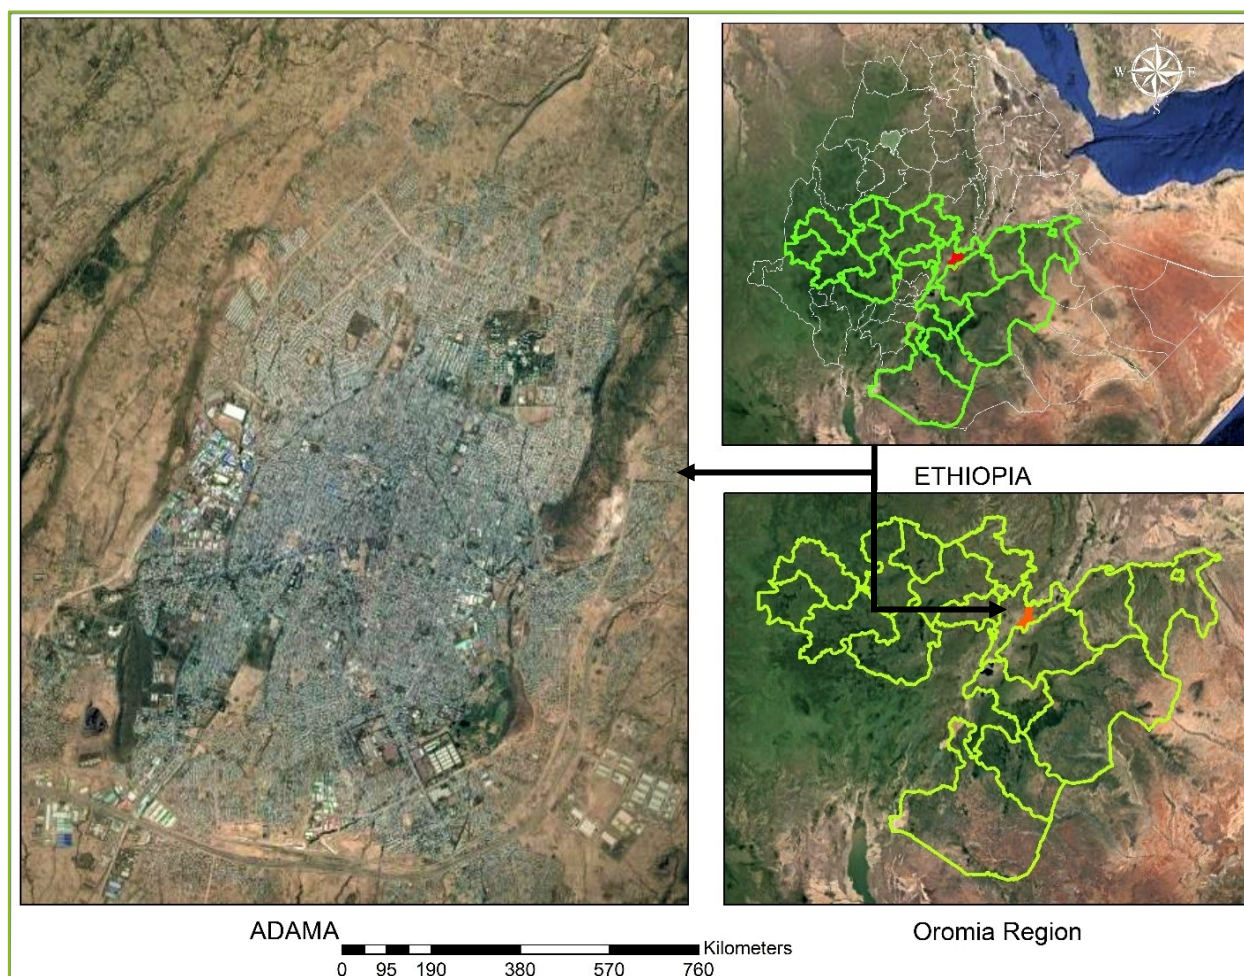 N
W E
S
ETHIOPIA
ADAMA
Kilometers
0 95 190 380 570 760
Oromia Region